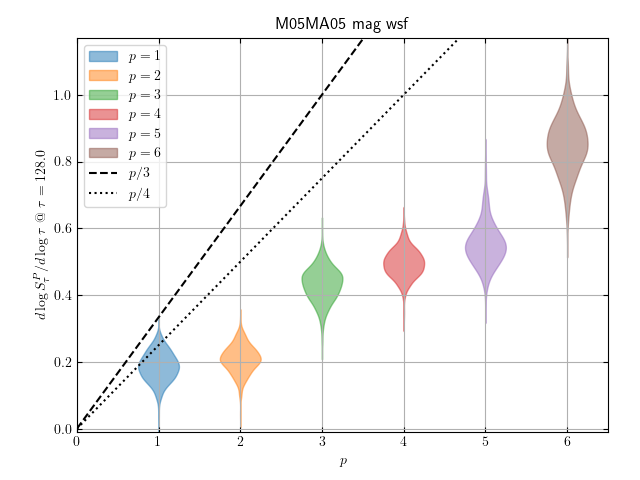 M05MA05 mag wsf
d log S_τ^P / d log τ @ τ = 128.0
1.0
0.8
0.6
0.4
0.2
0.0
p = 1
p = 2
p = 3
p = 4
p = 5
p = 6
p/3
p/4
0 1 2 3 4 5 6
p